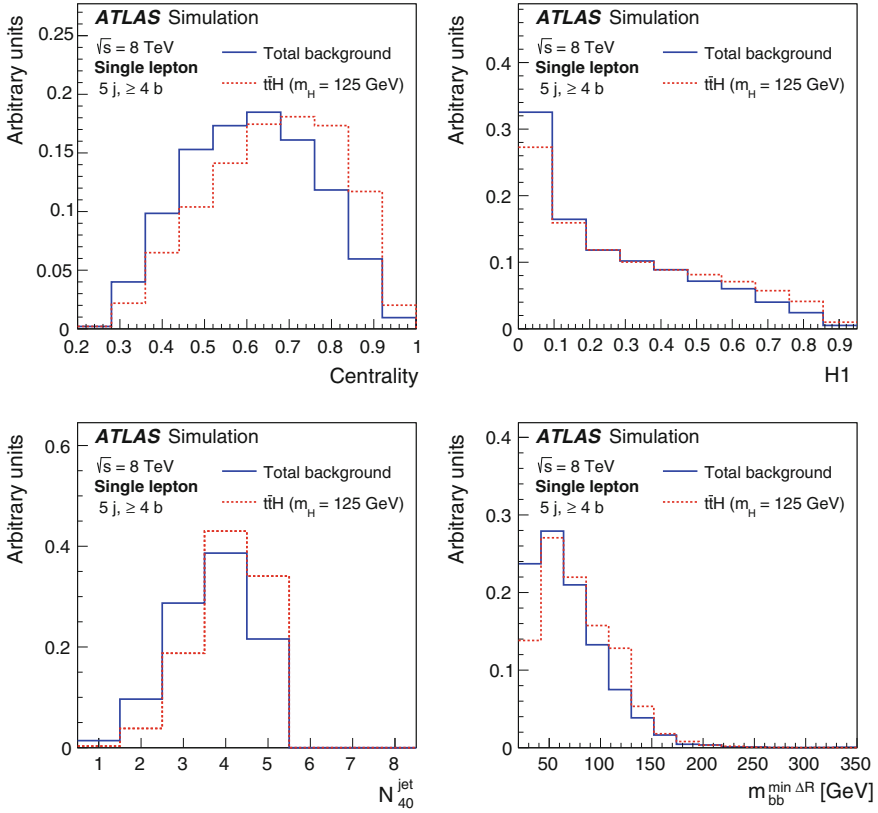 ATLAS Simulation
√s = 8 TeV
Single lepton
5 j, ≥ 4 b
Total background
tt̄H (m_H = 125 GeV)
Arbitrary units
0.25
0.2
0.15
0.1
0.05
0
0.2 0.3 0.4 0.5 0.6 0.7 0.8 0.9 1
Centrality
ATLAS Simulation
√s = 8 TeV
Single lepton
5 j, ≥ 4 b
Total background
tt̄H (m_H = 125 GeV)
Arbitrary units
0.4
0.3
0.2
0.1
0
0 0.1 0.2 0.3 0.4 0.5 0.6 0.7 0.8 0.9
H1
ATLAS Simulation
√s = 8 TeV
Single lepton
5 j, ≥ 4 b
Total background
tt̄H (m_H = 125 GeV)
Arbitrary units
0.6
0.4
0.2
0
1 2 3 4 5 6 7 8
N_40^jet
ATLAS Simulation
√s = 8 TeV
Single lepton
5 j, ≥ 4 b
Total background
tt̄H (m_H = 125 GeV)
Arbitrary units
0.4
0.3
0.2
0.1
0
50 100 150 200 250 300 350
m_bb^min ΔR [GeV]